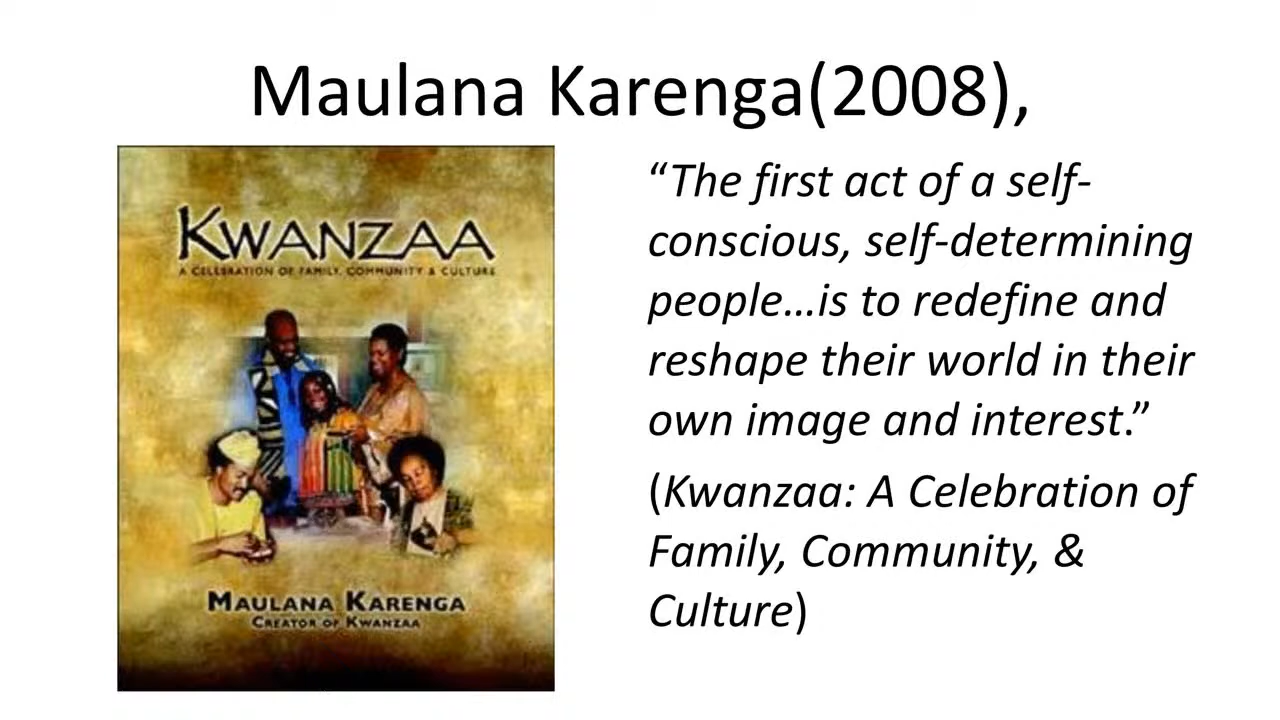 Maulana Karenga(2008),
KWANZAA
A CELEBRATION OF FAMILY, COMMUNITY & CULTURE
MAULANA KARENGA
CREATOR OF KWANZAA
“The first act of a self-
conscious, self-determining
people…is to redefine and
reshape their world in their
own image and interest.”
(Kwanzaa: A Celebration of
Family, Community, &
Culture)